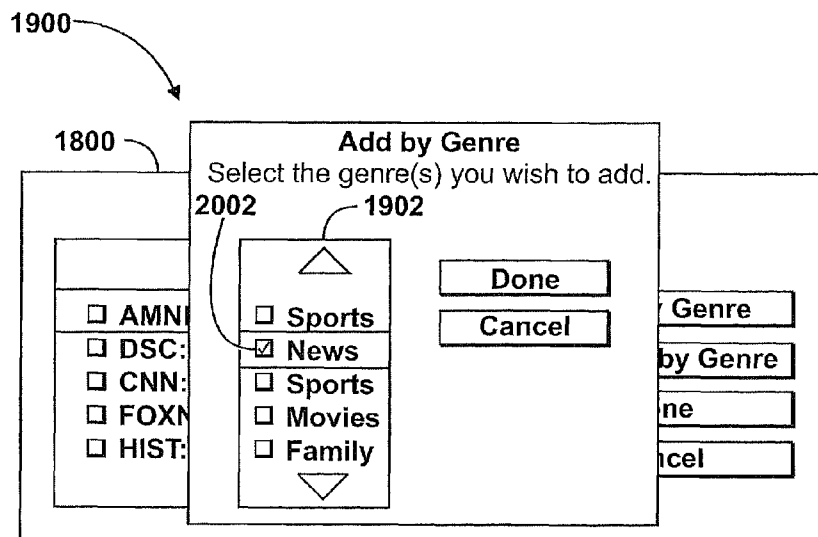 1900
1800
Add by Genre
Select the genre(s) you wish to add.
2002
1902
Done
Cancel
AMN
DSC:
CNN:
FOXN
HIST:
Sports
News
Sports
Movies
Family
Genre
by Genre
ne
cel